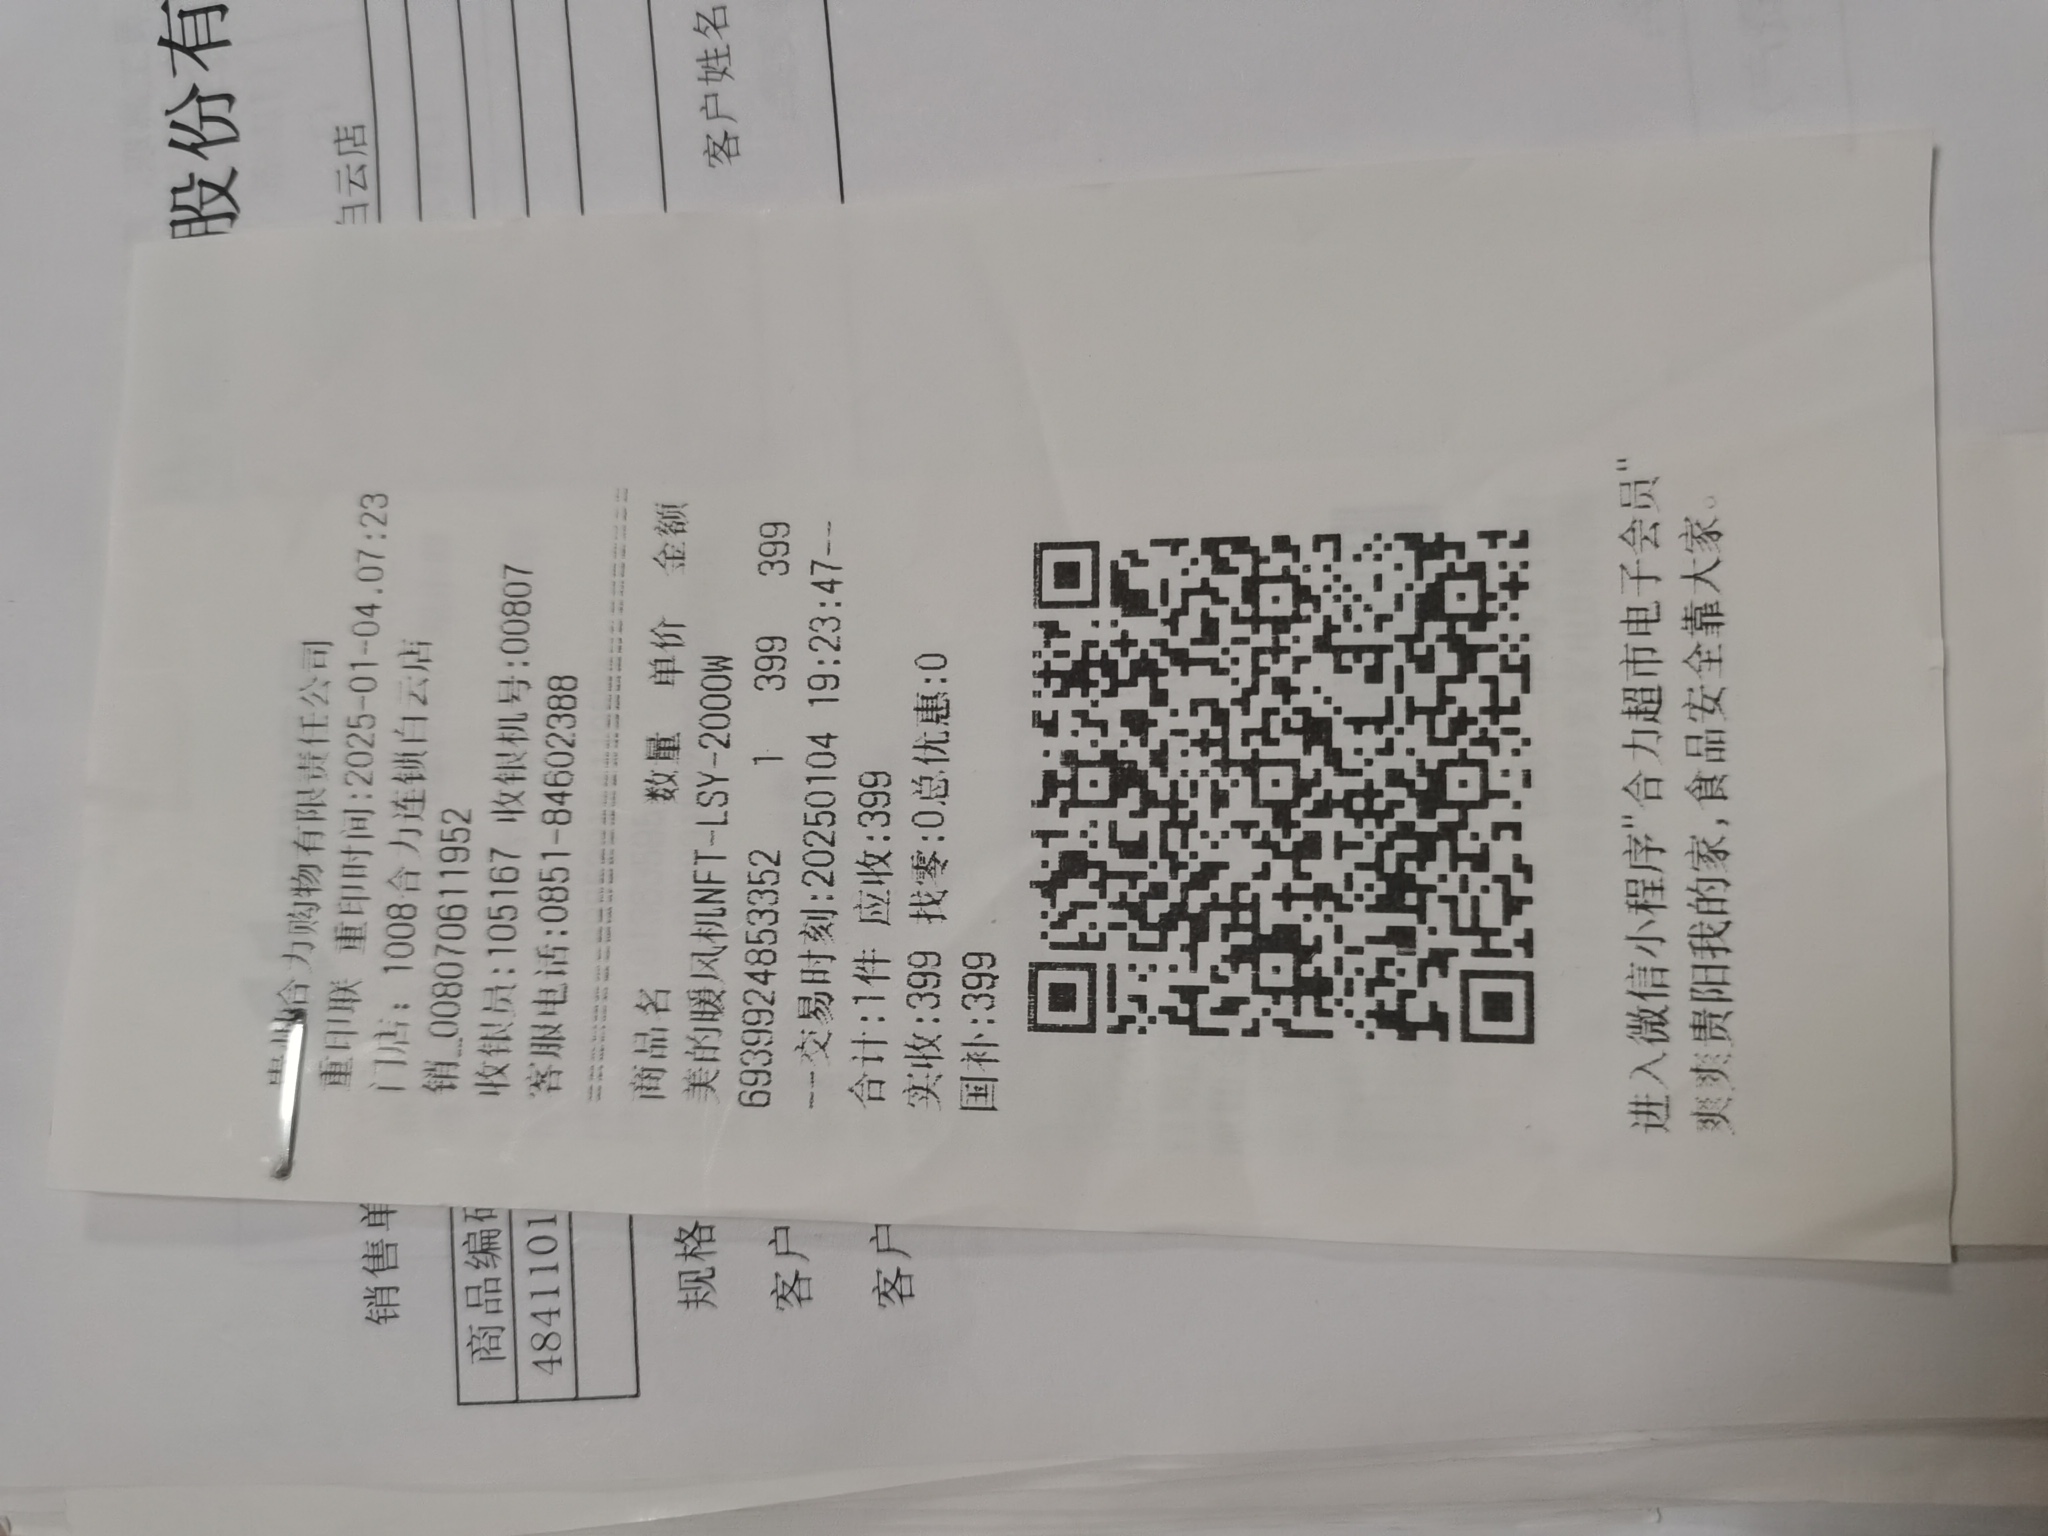 股份有
白云店
客户姓名
合力购物有限责任公司
重印联 重印时间:2025-01-04.07:23
门店: 1008合力连锁白云店
销_0080706111952
收银员:105167 收银机号:00807
客服电话:0851-84602388
商品名 数量 单价 金额
美的暖风机NFT-LSY-2000W
6939924853352 1 399 399
--交易时刻:20250104 19:23:47--
合计:1件 应收:399
实收:399 找零:0总优惠:0
国补:399
进入微信小程序"合力超市电子会员"
爽爽贵阳我的家,食品安全靠大家。
销售单
商品编码
48411101
规格
客户
客户